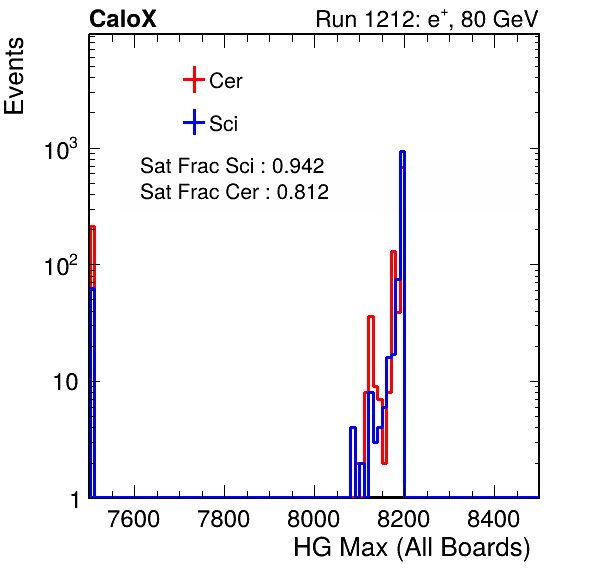 CaloX
Run 1212: e⁺, 80 GeV
Events
Cer
Sci
Sat Frac Sci : 0.942
Sat Frac Cer : 0.812
10³
10²
10
1
7600 7800 8000 8200 8400
HG Max (All Boards)